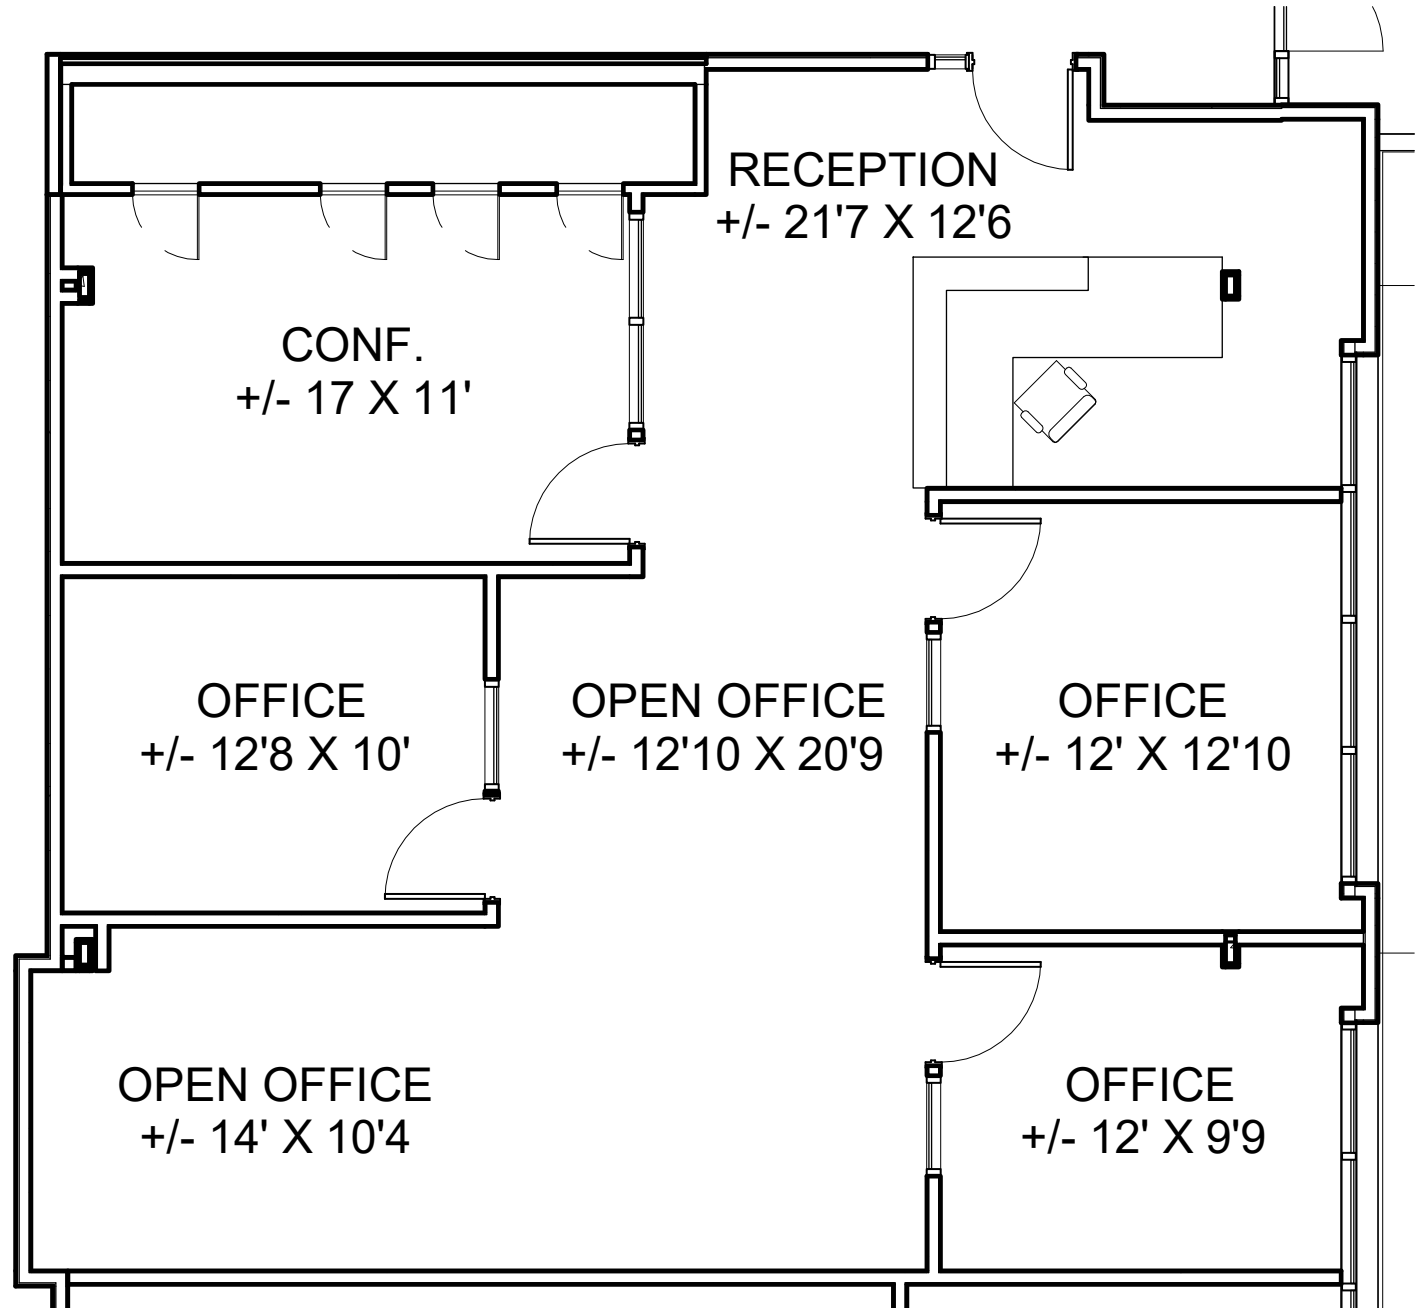 RECEPTION
+/- 21'7 X 12'6
CONF.
+/- 17 X 11'
OFFICE
+/- 12'8 X 10'
OPEN OFFICE
+/- 12'10 X 20'9
OFFICE
+/- 12' X 12'10
OPEN OFFICE
+/- 14' X 10'4
OFFICE
+/- 12' X 9'9